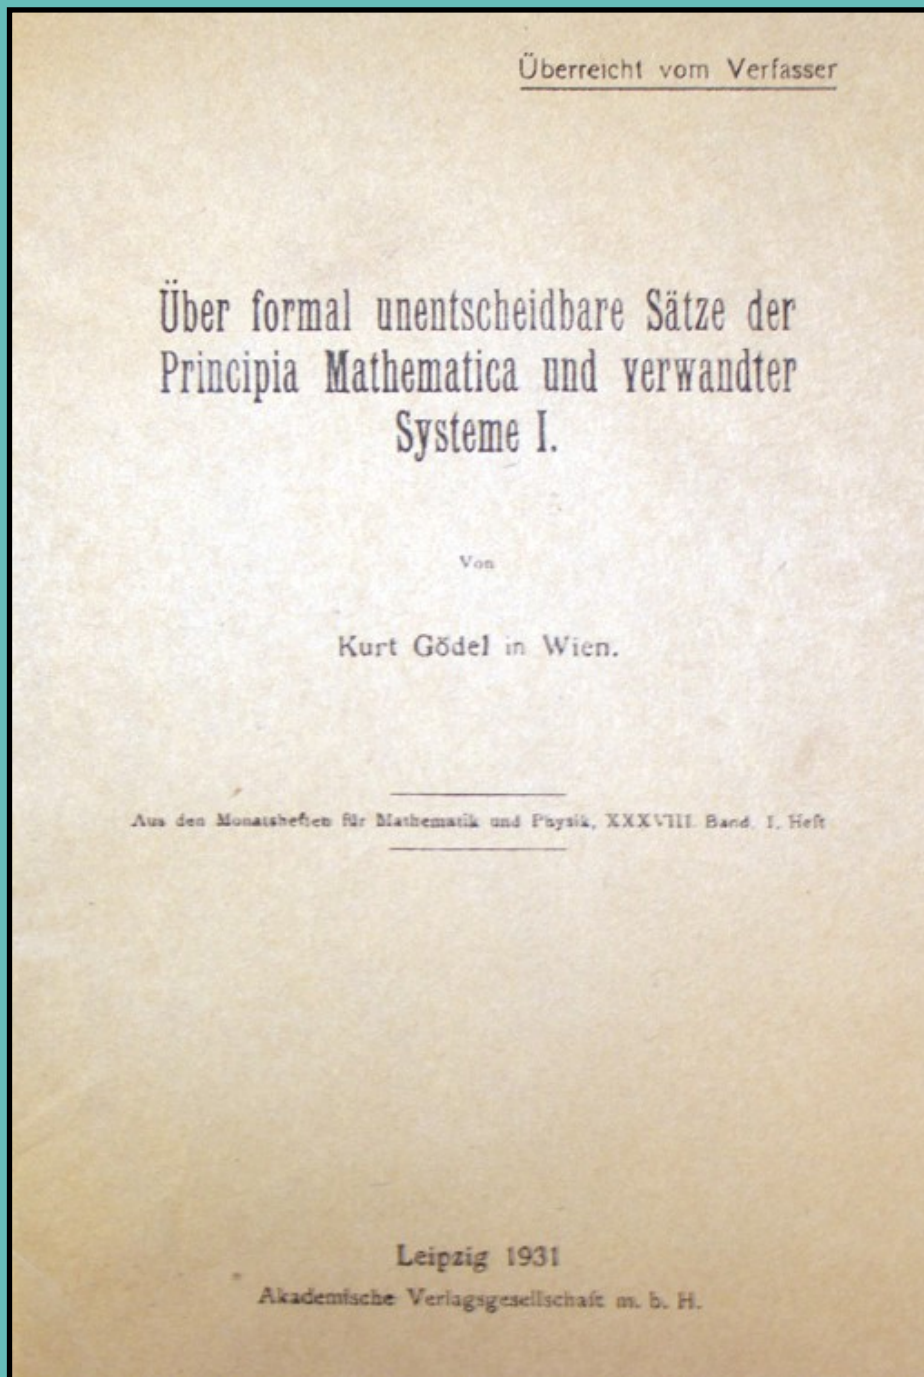 Überreicht vom Verfasser
Über formal unentscheidbare Sätze der
Principia Mathematica und verwandter
Systeme I.
Von
Kurt Gödel in Wien.
Aus den Monatsheften für Mathematik und Physik, XXXVIII. Band, 1. Heft
Leipzig 1931
Akademische Verlagsgesellschaft m. b. H.